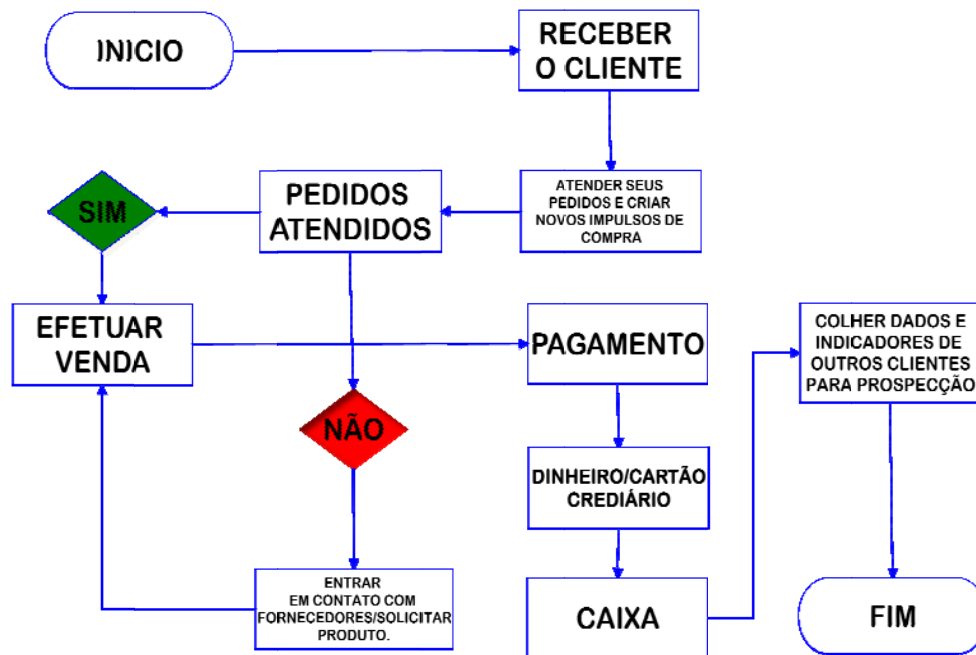 INICIO
RECEBER
O CLIENTE
ATENDER SEUS
PEDIDOS E CRIAR
NOVOS IMPULSOS DE
COMPRA
PEDIDOS
ATENDIDOS
SIM
EFETUAR
VENDA
NÃO
ENTRAR
EM CONTATO COM
FORNECEDORES/SOLICITAR
PRODUTO.
PAGAMENTO
DINHEIRO/CARTÃO
CREDIÁRIO
CAIXA
COLHER DADOS E
INDICADORES DE
OUTROS CLIENTES
PARA PROSPECÇÃO
FIM